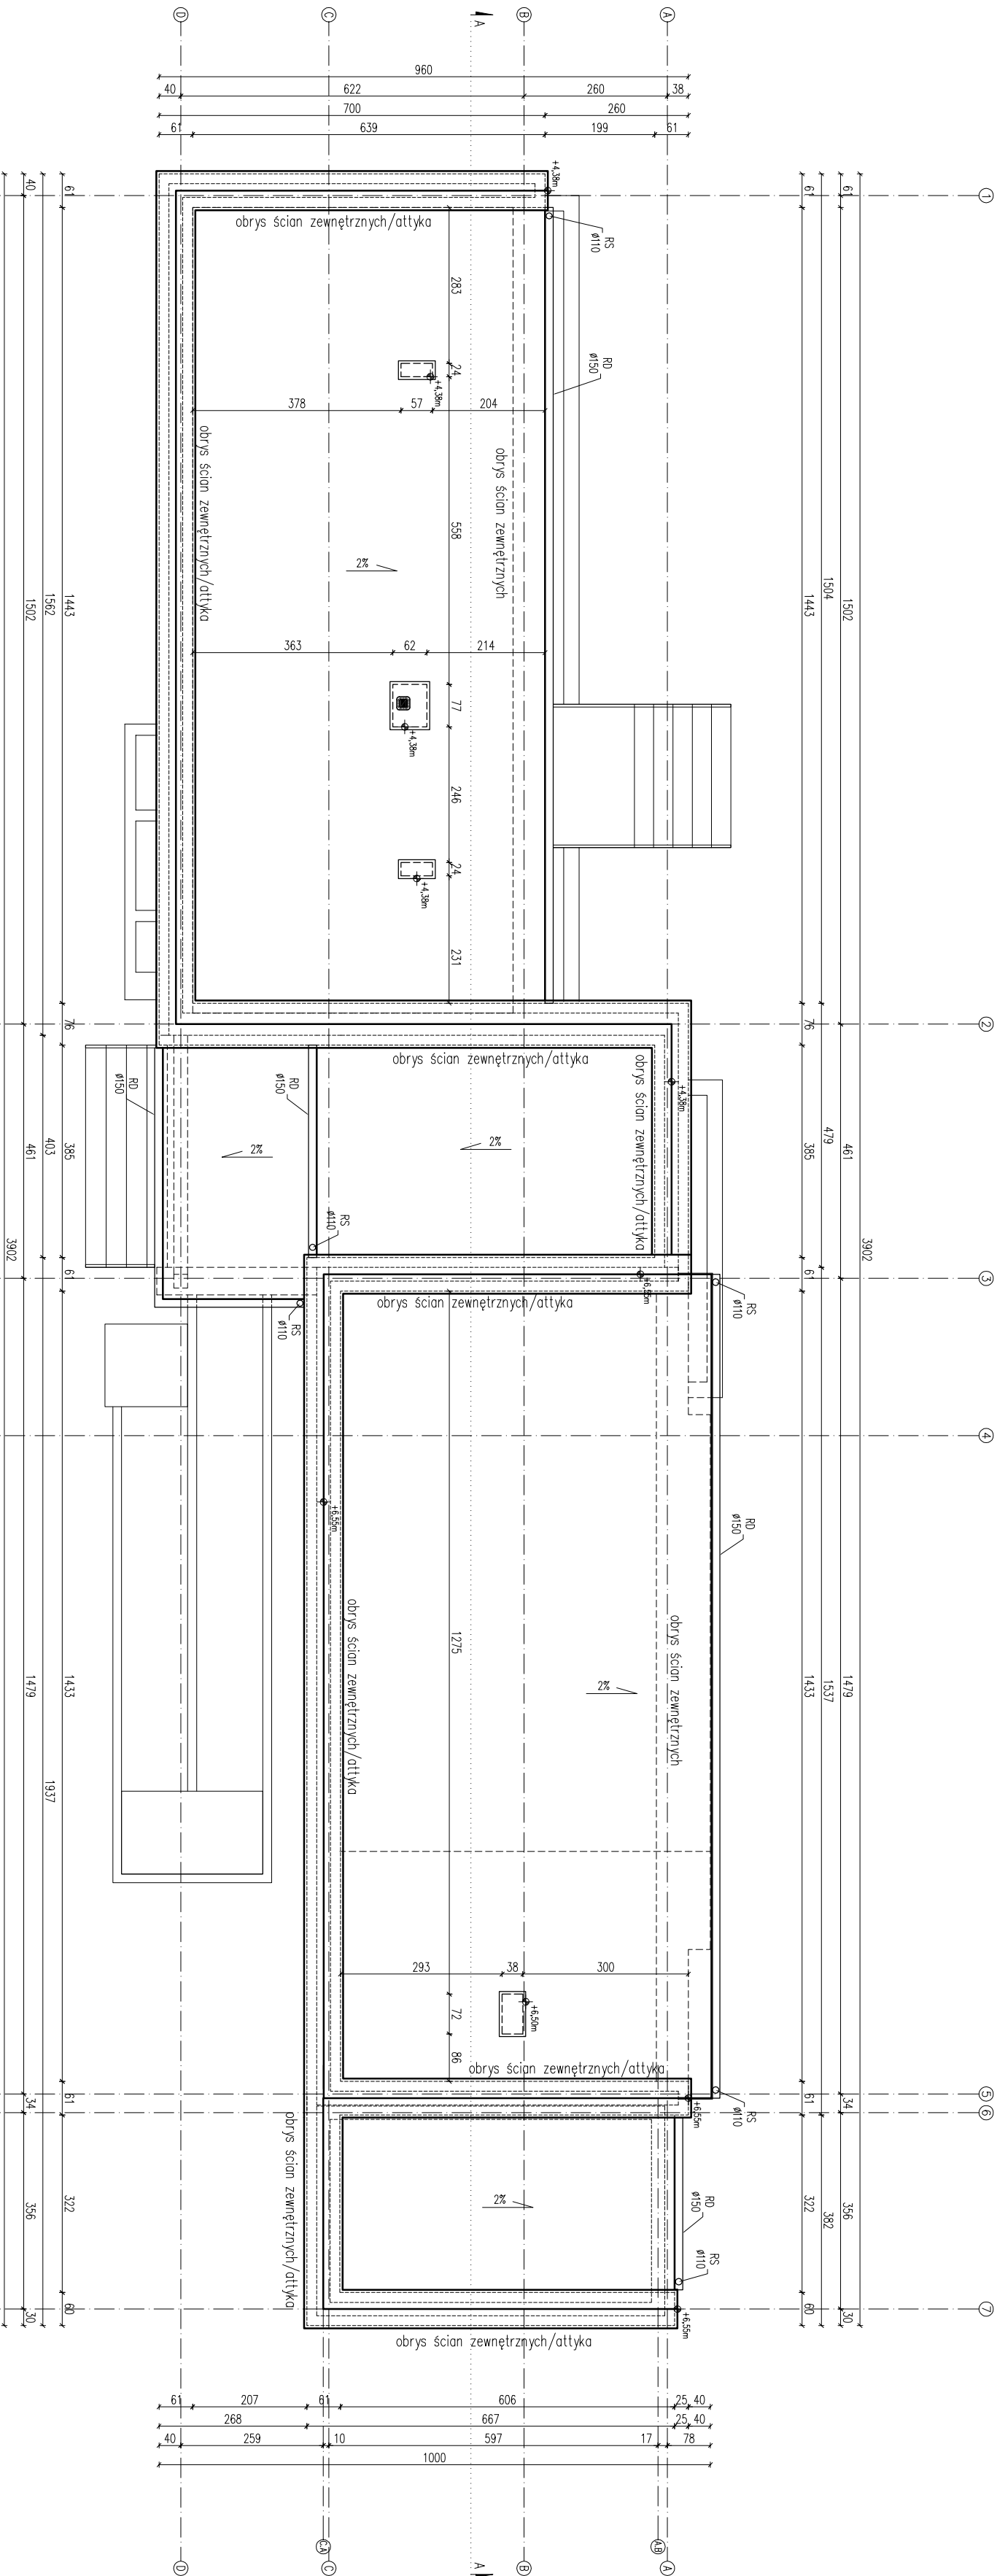 D
C
A
B
A
960
40
622
260
38
700
260
61
639
199
61
1
40
61
61
61
+4,38m
RS
ø110
obrys ścian zewnętrznych/attyka
283
RD
ø150
24
+4,38m
378
57
204
obrys ścian zewnętrznych/attyka
obrys ścian zewnętrznych
558
2%
1502
1562
1443
1443
1504
1502
363
62
214
77
+4,38m
246
24
+4,38m
231
76
76
2
obrys ścian zewnętrznych/attyka
obrys ścian zewnętrznych/attyka
+4,38m
RD
ø150
RD
ø150
2%
2%
461
403
385
385
479
461
RS
ø110
3902
3902
61
61
3
+6,55m
RS
ø110
obrys ścian zewnętrznych/attyka
RS
ø110
4
+6,55m
RD
ø150
obrys ścian zewnętrznych/attyka
1275
obrys ścian zewnętrznych
2%
1479
1937
1433
1433
1537
1479
293
38
300
72
+6,50m
86
obrys ścian zewnętrznych/attyka
34
61
61
34
5
6
+6,55m
RS
ø110
obrys ścian zewnętrznych/attyka
2%
RD
ø150
RS
ø110
356
322
322
382
356
30
60
60
30
7
+6,55m
obrys ścian zewnętrznych/attyka
61
207
61
606
25
40
268
667
25
40
40
259
10
597
17
78
1000
C.A
A.B
D
C
A
B
A